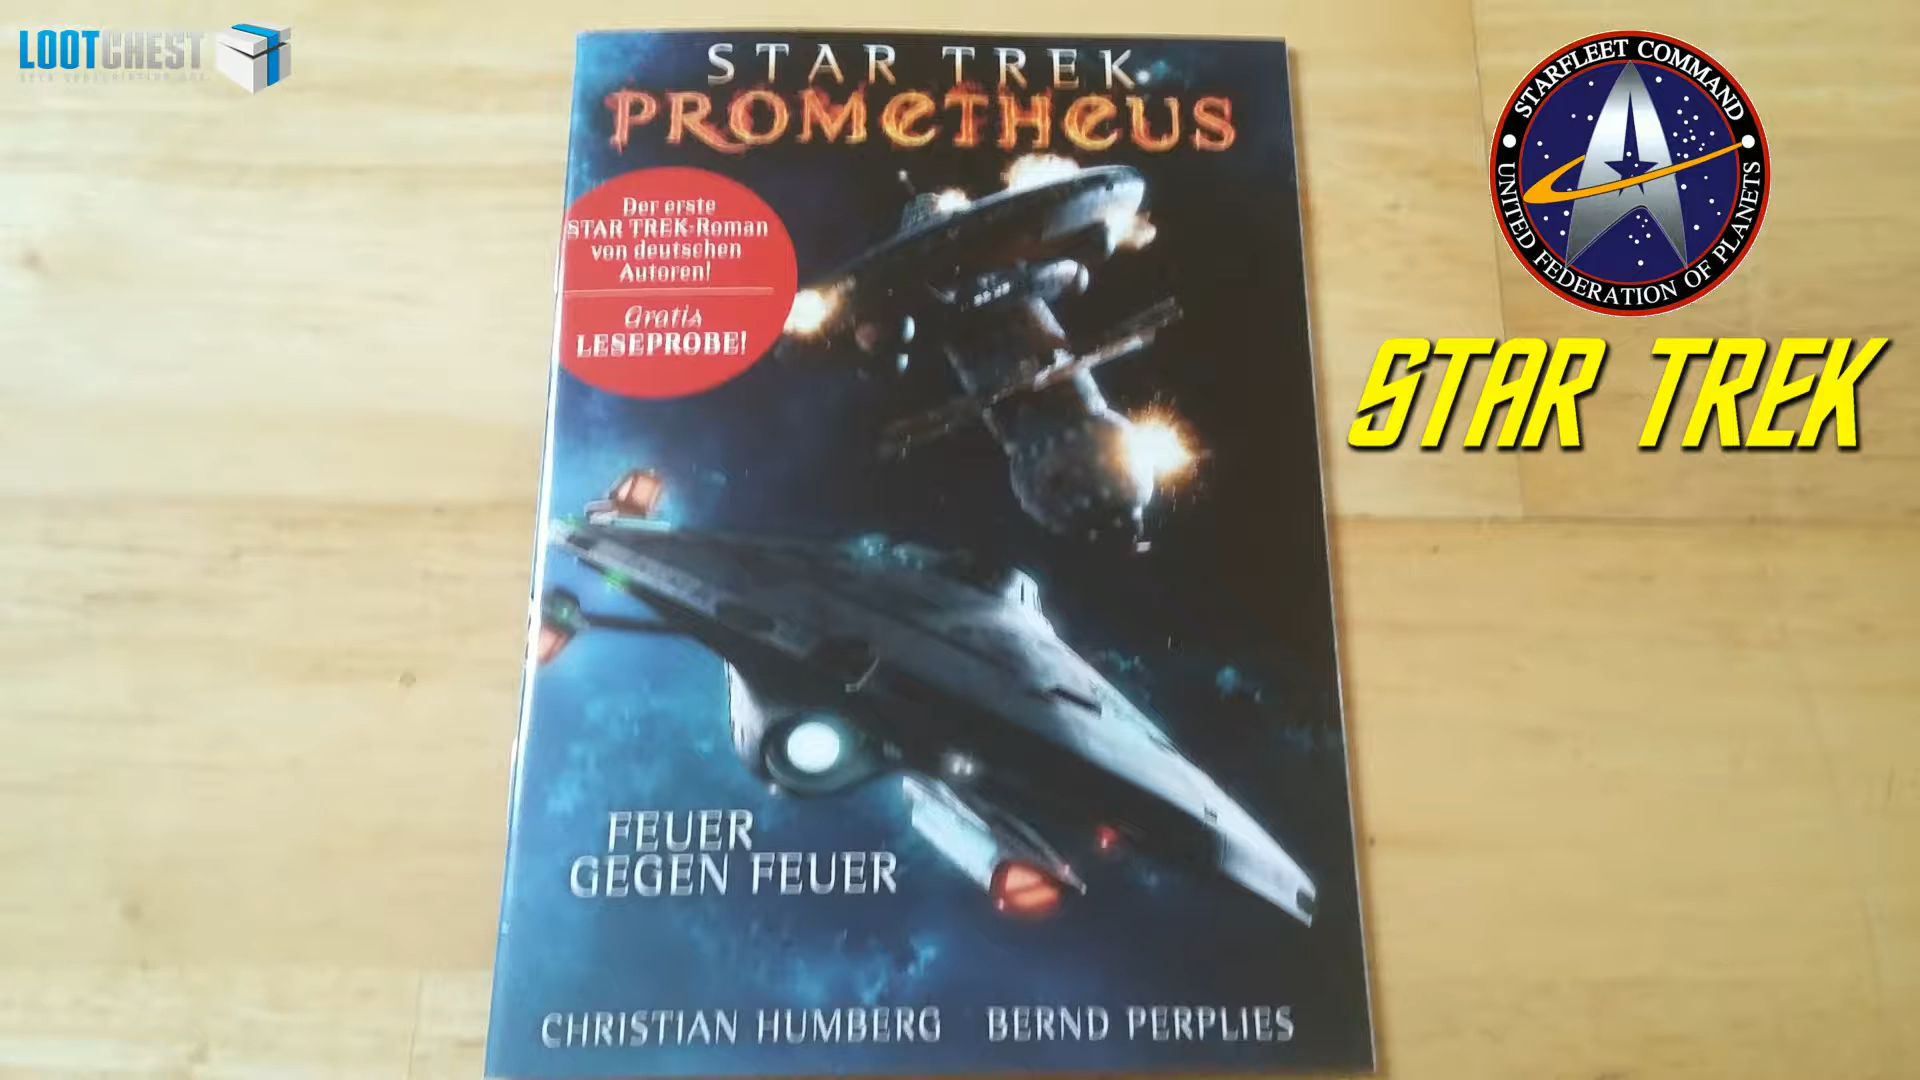 LOOTCHEST
STAR TREK
PROMETHEUS
Der erste
STAR TREK-Roman
von deutschen
Autoren!
Gratis
LESEPROBE!
FEUER
GEGEN FEUER
CHRISTIAN HUMBERG BERND PERPLIES
STARFLEET COMMAND
UNITED FEDERATION OF PLANETS
STAR TREK